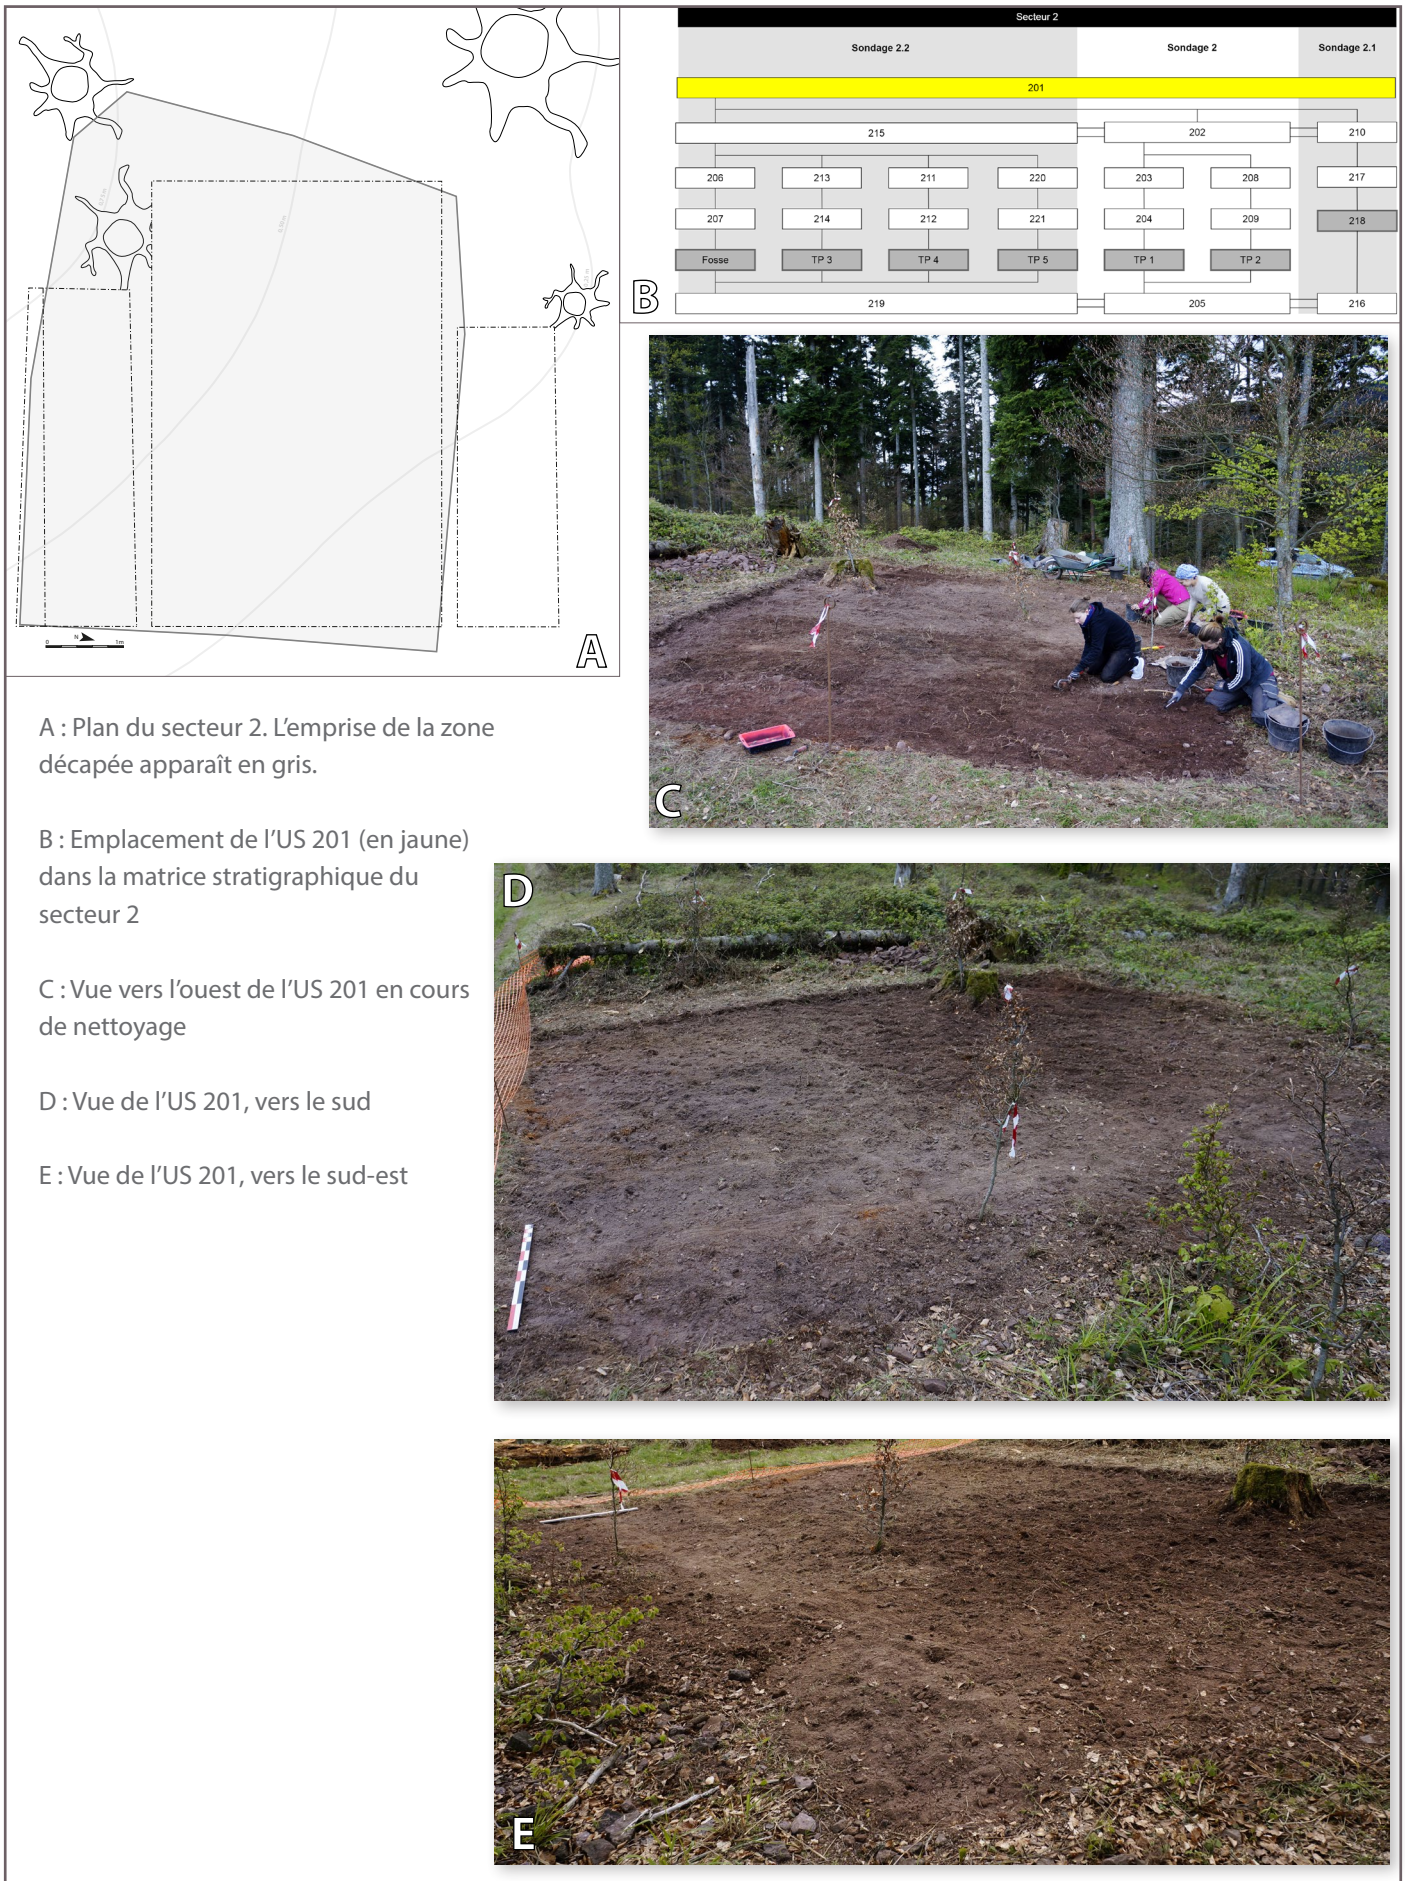 Secteur 2
Sondage 2.2 Sondage 2 Sondage 2.1
201
215 202 210
206 213 211 220 203 208 217
207 214 212 221 204 209 218
Fosse TP 3 TP 4 TP 5 TP 1 TP 2
219 205 216
B
0 N 1m
A
C
A : Plan du secteur 2. L'emprise de la zone
décapée apparaît en gris.
B : Emplacement de l'US 201 (en jaune)
dans la matrice stratigraphique du
secteur 2
C : Vue vers l'ouest de l'US 201 en cours
de nettoyage
D : Vue de l'US 201, vers le sud
E : Vue de l'US 201, vers le sud-est
D
E